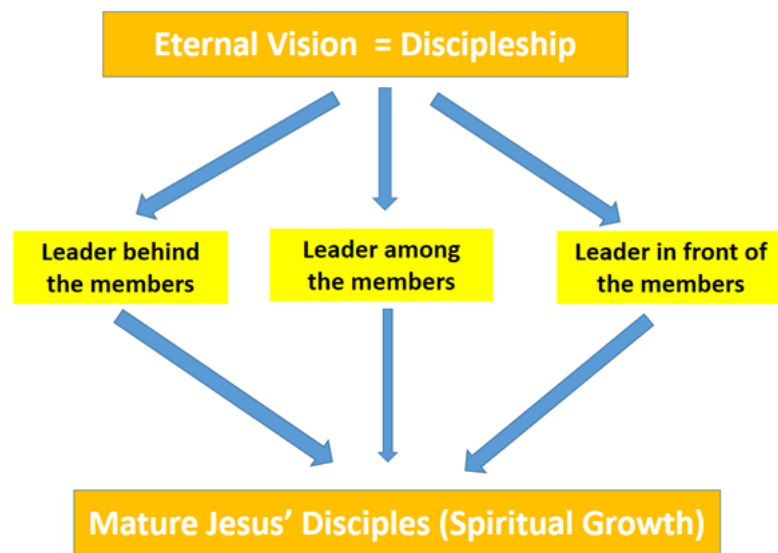 Eternal Vision = Discipleship
Leader behind
the members
Leader among
the members
Leader in front of
the members
Mature Jesus’ Disciples (Spiritual Growth)